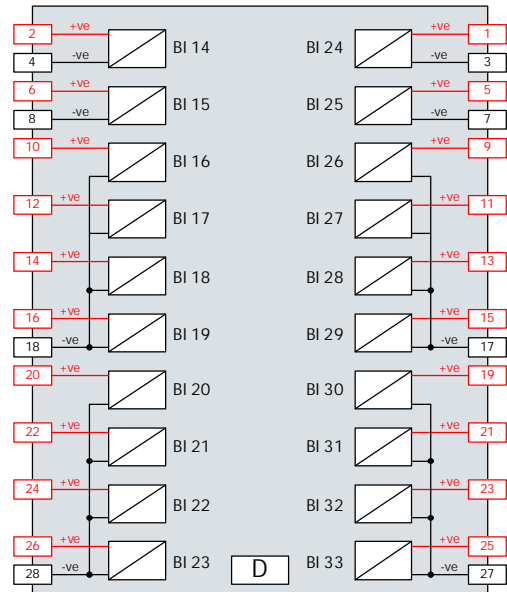 2 +ve BI 14 BI 24 +ve 1
4 -ve -ve 3
6 +ve BI 15 BI 25 +ve 5
8 -ve -ve 7
10 +ve BI 16 BI 26 +ve 9
12 +ve BI 17 BI 27 +ve 11
14 +ve BI 18 BI 28 +ve 13
16 +ve BI 19 BI 29 +ve 15
18 -ve -ve 17
20 +ve BI 20 BI 30 +ve 19
22 +ve BI 21 BI 31 +ve 21
24 +ve BI 22 BI 32 +ve 23
26 +ve BI 23 D BI 33 +ve 25
28 -ve -ve 27